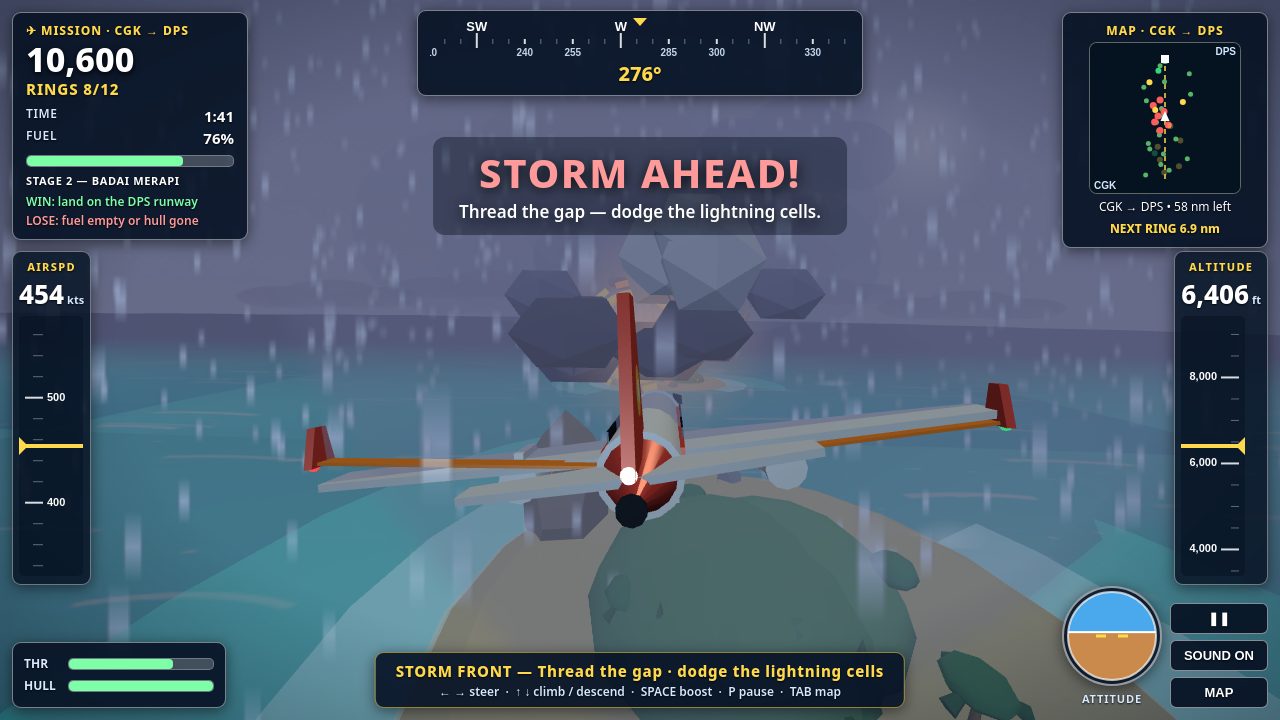 ✈ MISSION · CGK → DPS
10,600
RINGS 8/12
TIME 1:41
FUEL 76%
STAGE 2 — BADAI MERAPI
WIN: land on the DPS runway
LOSE: fuel empty or hull gone
SW W NW
.0 240 255 285 300 330
276°
MAP · CGK → DPS
DPS
CGK
CGK → DPS • 58 nm left
NEXT RING 6.9 nm
STORM AHEAD!
Thread the gap — dodge the lightning cells.
AIRSPD
454 kts
500
400
ALTITUDE
6,406 ft
8,000
6,000
4,000
THR
HULL
STORM FRONT — Thread the gap · dodge the lightning cells
← → steer · ↑ ↓ climb / descend · SPACE boost · P pause · TAB map
ATTITUDE
❚❚
SOUND ON
MAP